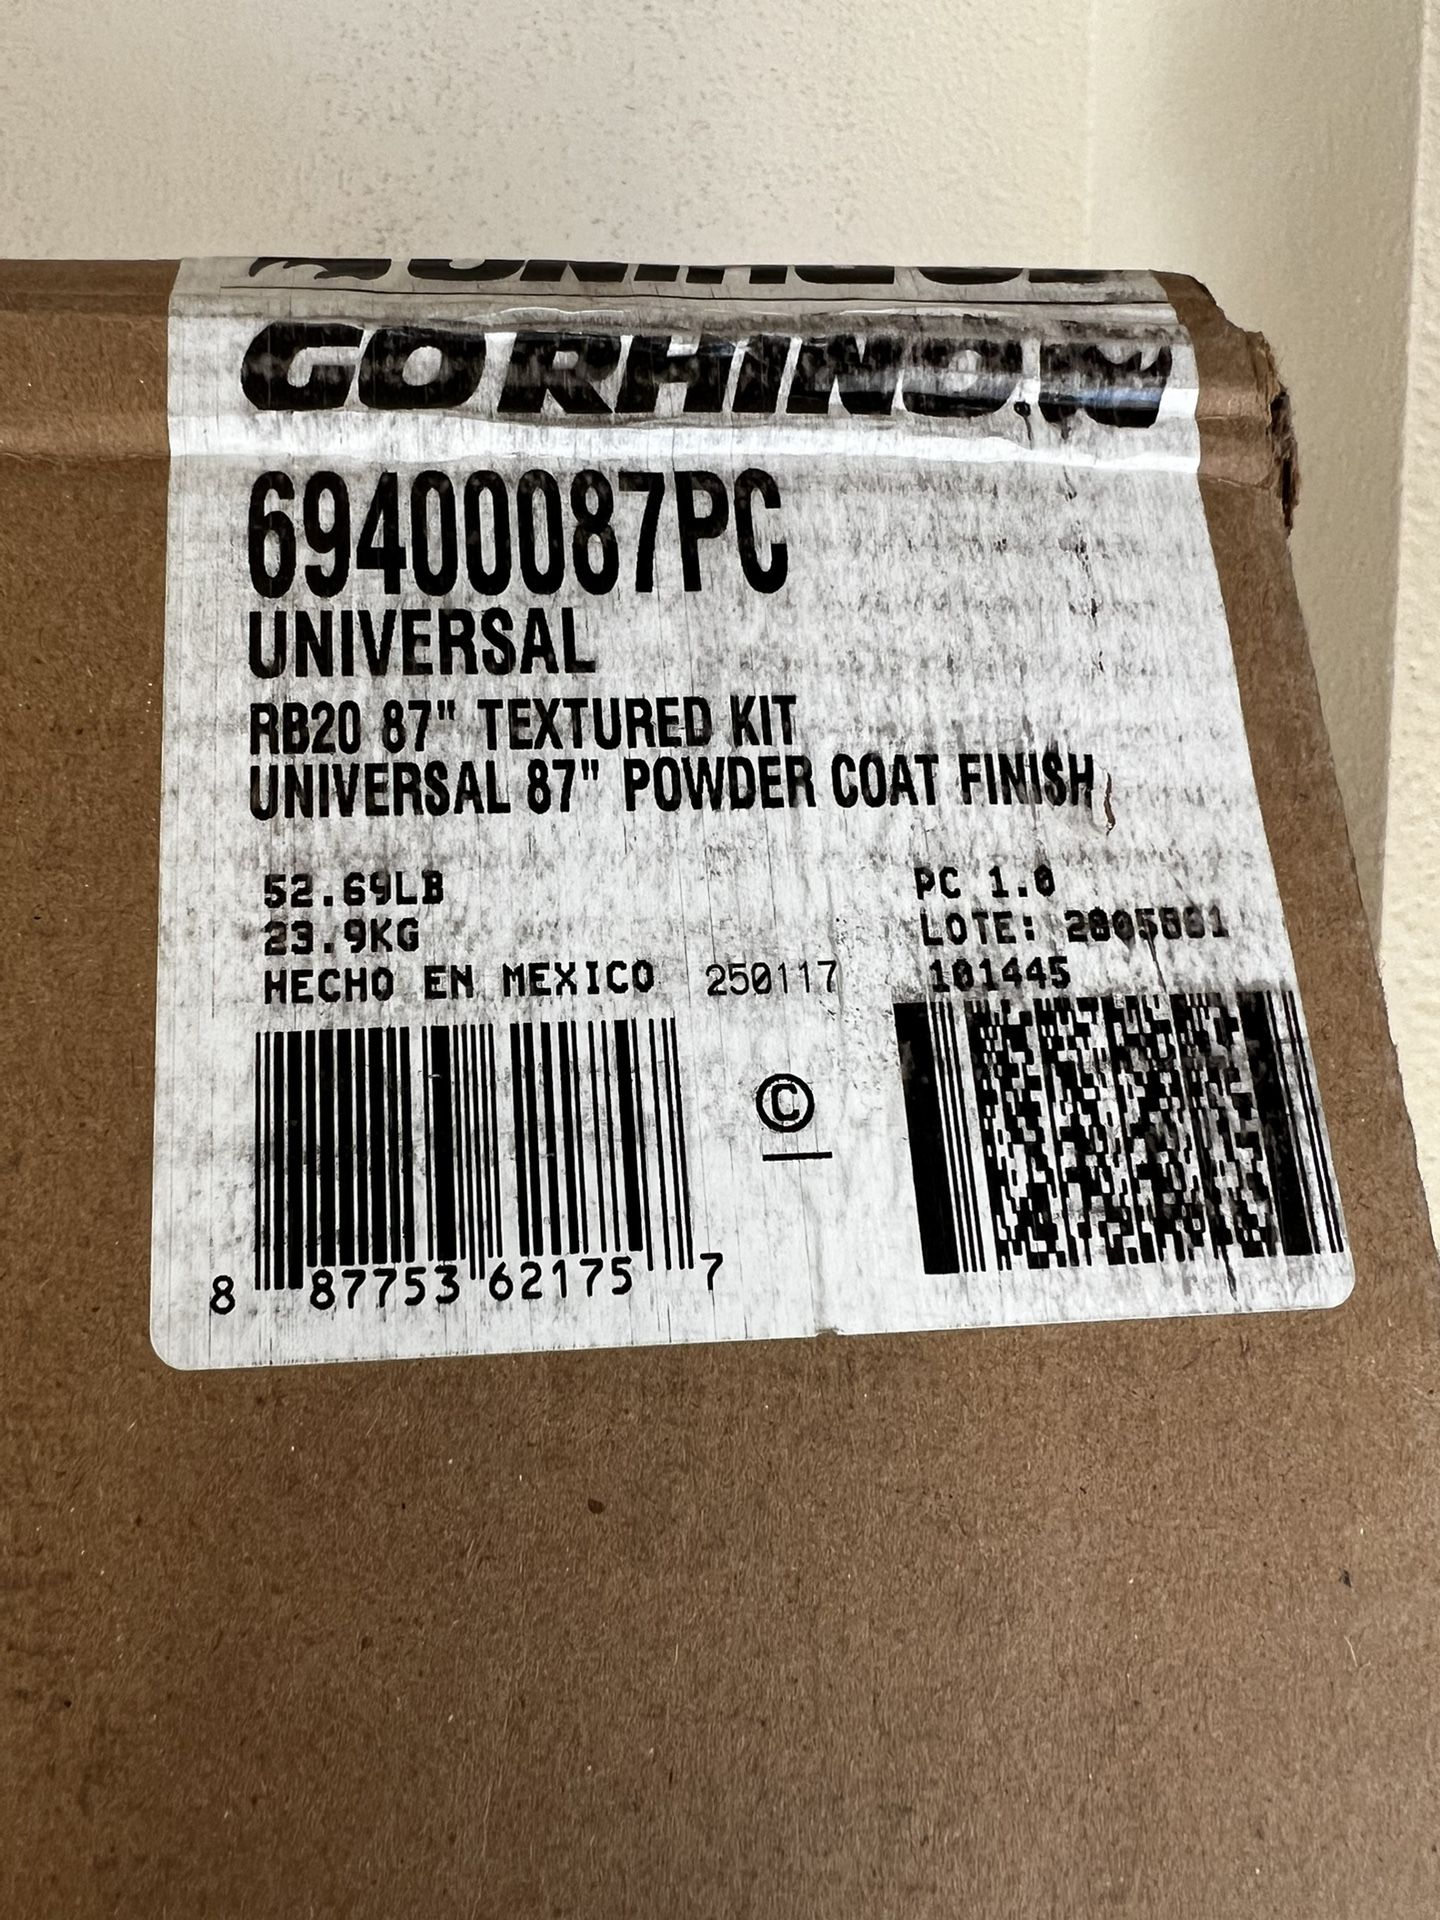 GO RHINO
69400087PC
UNIVERSAL
RB20 87" TEXTURED KIT
UNIVERSAL 87" POWDER COAT FINISH
52.69LB
23.9KG
HECHO EN MEXICO 250117
PC 1.0
LOTE:
101445
©
8 87753 62175 7